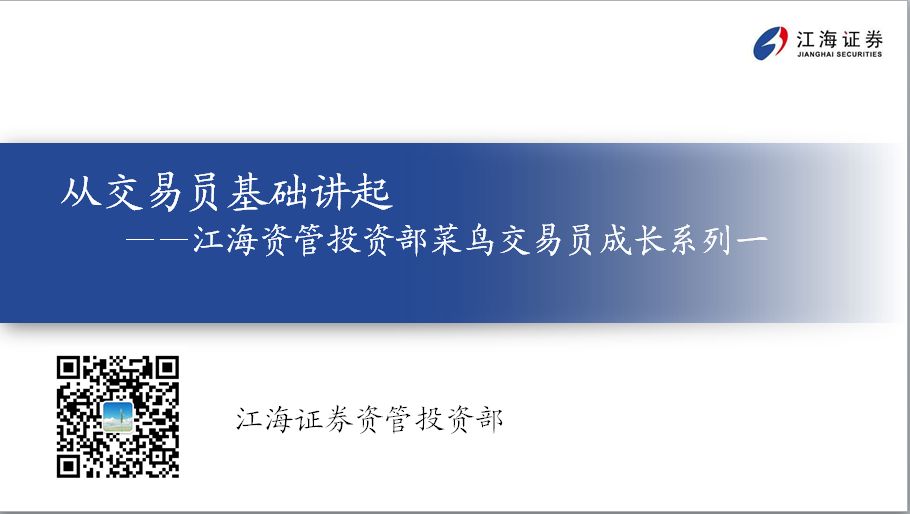 江海证券
JIANGHAI SECURITIES
从交易员基础讲起
——江海资管投资部菜鸟交易员成长系列一
江海证券资管投资部